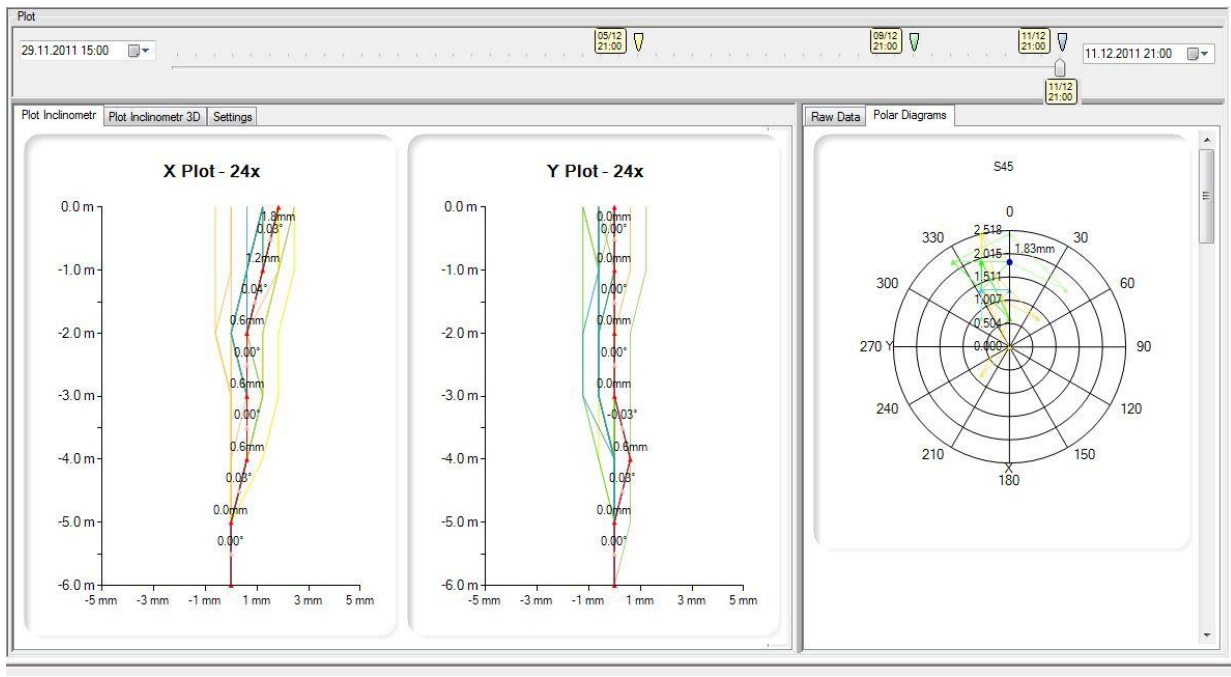 Plot
29.11.2011 15:00
05/12
21:00
09/12
21:00
11/12
21:00
11.12.2011 21:00
11/12
21:00
Plot Inclinometr
Plot Inclinometr 3D
Settings
Raw Data
Polar Diagrams
X Plot - 24x
0.0 m
-1.0 m
-2.0 m
-3.0 m
-4.0 m
-5.0 m
-6.0 m
1.8mm
0.03°
1.2mm
0.04°
0.6mm
0.00°
0.6mm
0.00°
0.6mm
0.03°
0.0mm
0.00°
-5 mm
-3 mm
-1 mm
1 mm
3 mm
5 mm
Y Plot - 24x
0.0 m
-1.0 m
-2.0 m
-3.0 m
-4.0 m
-5.0 m
-6.0 m
0.0mm
0.00°
0.0mm
0.00°
0.0mm
0.00°
0.0mm
-0.03°
0.6mm
0.03°
0.0mm
0.00°
-5 mm
-3 mm
-1 mm
1 mm
3 mm
5 mm
S45
0
30
60
90
120
150
X
180
210
240
270 Y
300
330
2.518
2.015
1.83mm
1.511
1.007
0.504
0.000